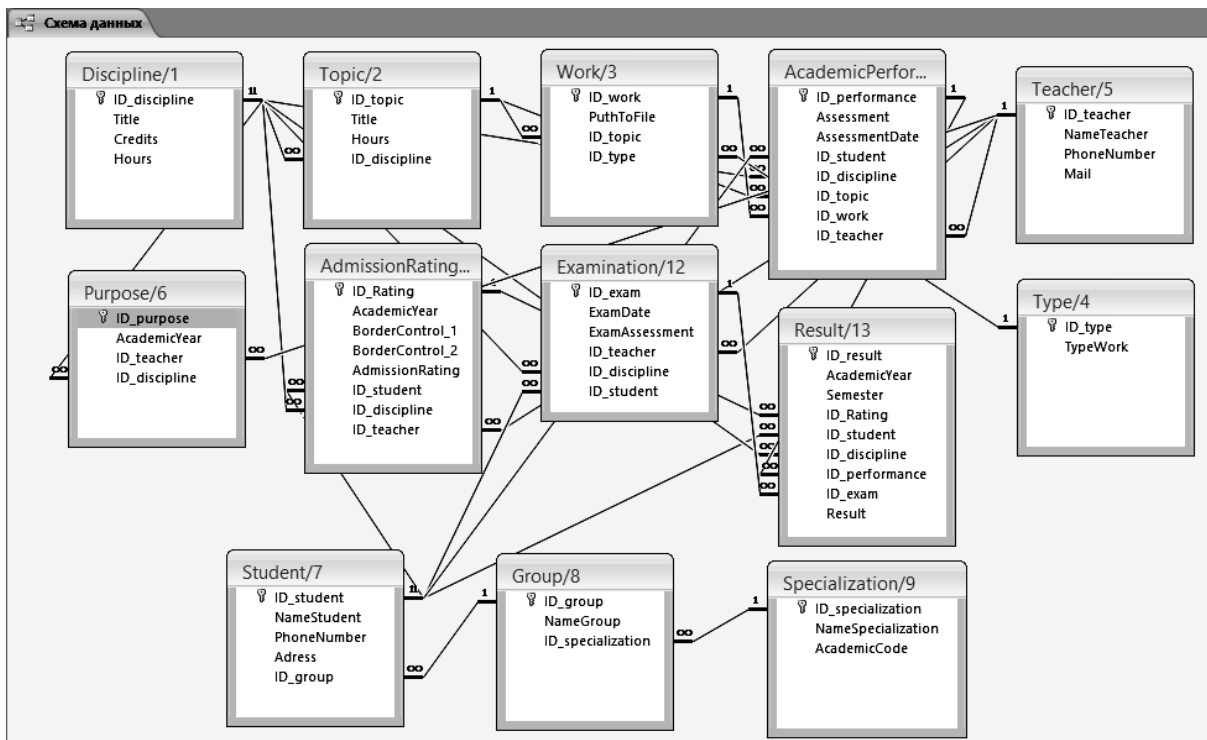 Схема данных
Discipline/1
ID_discipline
Title
Credits
Hours
Topic/2
ID_topic
Title
Hours
ID_discipline
Work/3
ID_work
PuthToFile
ID_topic
ID_type
AcademicPerfor...
ID_performance
Assessment
AssessmentDate
ID_student
ID_discipline
ID_topic
ID_work
ID_teacher
Teacher/5
ID_teacher
NameTeacher
PhoneNumber
Mail
Purpose/6
ID_purpose
AcademicYear
ID_teacher
ID_discipline
AdmissionRating...
ID_Rating
AcademicYear
BorderControl_1
BorderControl_2
AdmissionRating
ID_student
ID_discipline
ID_teacher
Examination/12
ID_exam
ExamDate
ExamAssessment
ID_teacher
ID_discipline
ID_student
Result/13
ID_result
AcademicYear
Semester
ID_Rating
ID_student
ID_discipline
ID_performance
ID_exam
Result
Type/4
ID_type
TypeWork
Student/7
ID_student
NameStudent
PhoneNumber
Adress
ID_group
Group/8
ID_group
NameGroup
ID_specialization
Specialization/9
ID_specialization
NameSpecialization
AcademicCode